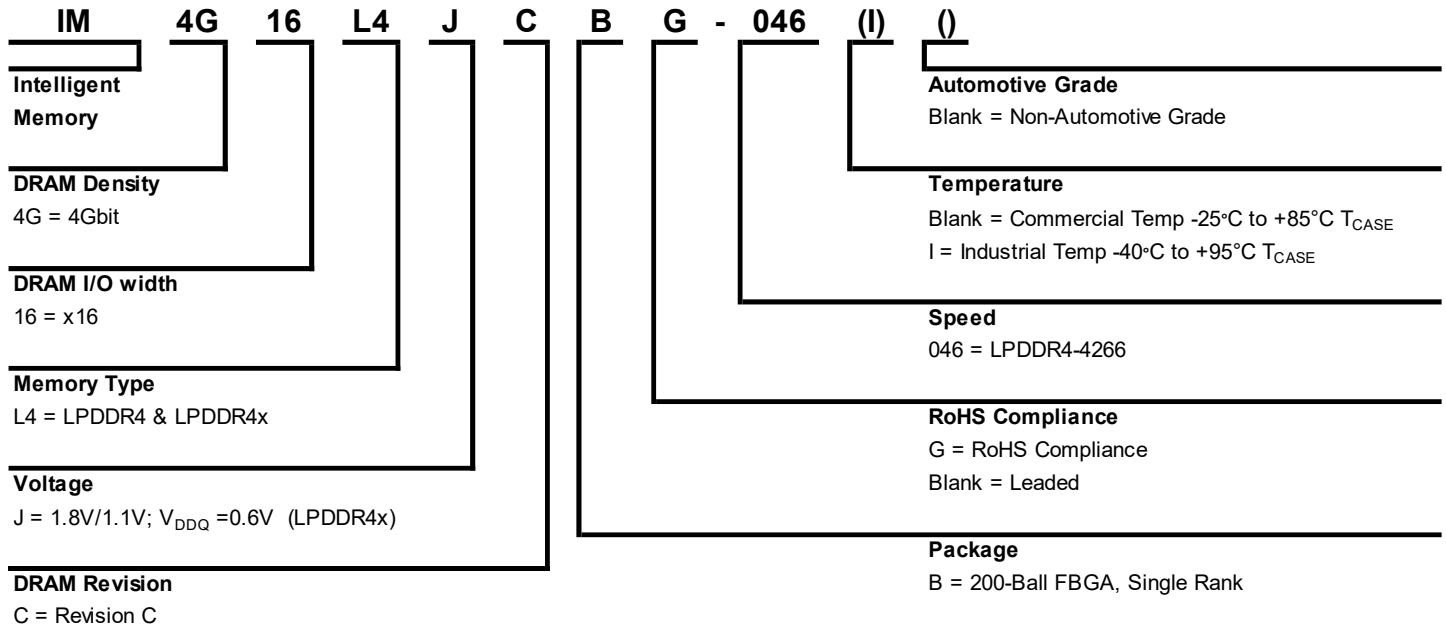 IM 4G 16 L4 J C B G - 046 (I) ()
Intelligent
Memory
DRAM Density
4G = 4Gbit
DRAM I/O width
16 = x16
Memory Type
L4 = LPDDR4 & LPDDR4x
Voltage
J = 1.8V/1.1V; VDDQ =0.6V (LPDDR4x)
DRAM Revision
C = Revision C
Automotive Grade
Blank = Non-Automotive Grade
Temperature
Blank = Commercial Temp -25°C to +85°C TCASE
I = Industrial Temp -40°C to +95°C TCASE
Speed
046 = LPDDR4-4266
RoHS Compliance
G = RoHS Compliance
Blank = Leaded
Package
B = 200-Ball FBGA, Single Rank